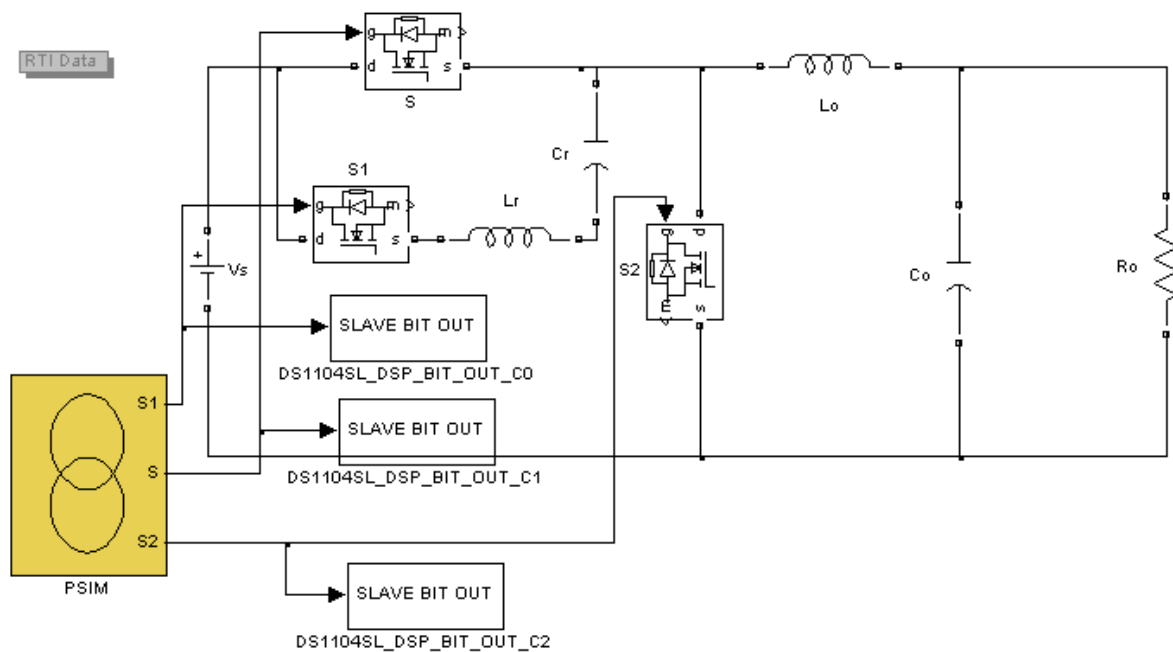 RTI Data
g
m
d
s
S
Cr
Lo
S1
g
m
d
s
Lr
+
Vs
S2
g
d
m
s
Co
Ro
SLAVE BIT OUT
DS1104SL_DSP_BIT_OUT_C0
S1
SLAVE BIT OUT
DS1104SL_DSP_BIT_OUT_C1
S
S2
PSIM
SLAVE BIT OUT
DS1104SL_DSP_BIT_OUT_C2